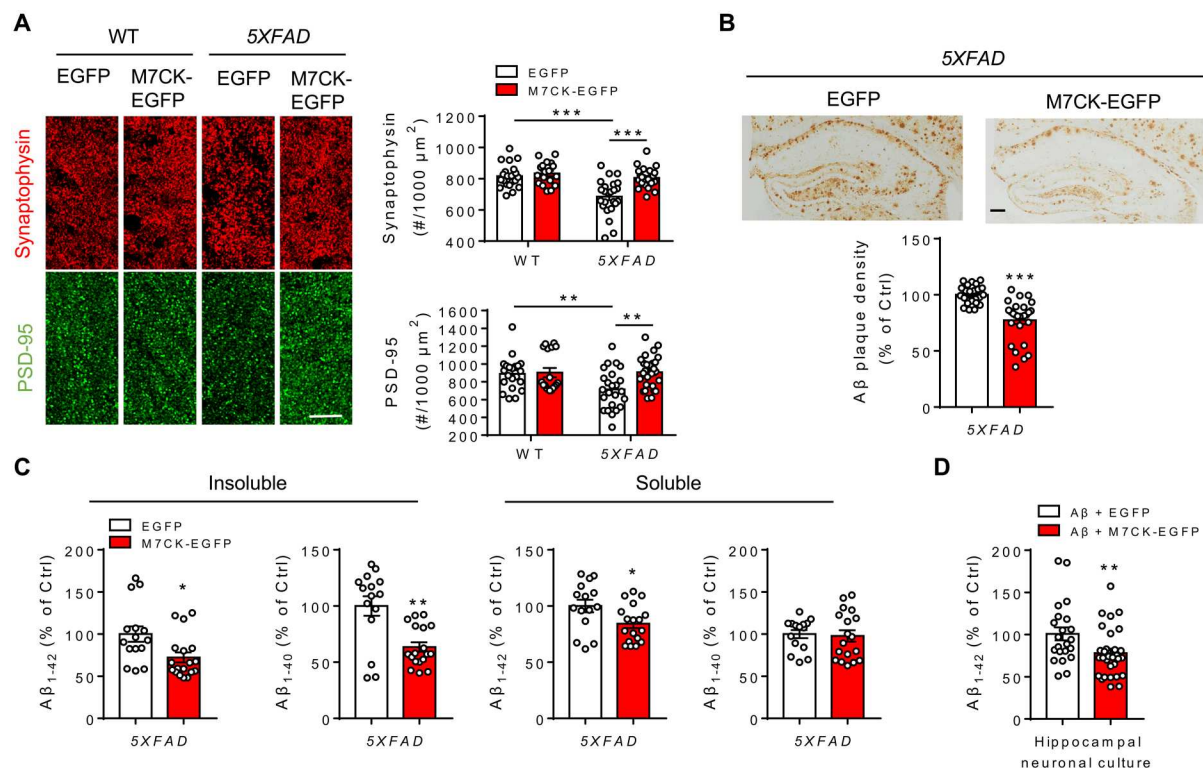 A
WT
5XFAD
EGFP
M7CK-
EGFP
EGFP
M7CK-
EGFP
Synaptophysin
PSD-95
EGFP
M7CK-EGFP
Synaptophysin
(#/1000 µm²)
1200
1000
800
600
400
***
***
WT
5XFAD
PSD-95
(#/1000 µm²)
1600
1400
1200
1000
800
600
400
200
**
**
WT
5XFAD
B
5XFAD
EGFP
M7CK-EGFP
Aβ plaque density
(% of Ctrl)
150
100
50
0
***
5XFAD
C
Insoluble
Soluble
EGFP
M7CK-EGFP
Aβ1-42 (% of Ctrl)
200
150
100
50
0
*
5XFAD
Aβ1-40 (% of Ctrl)
150
100
50
0
**
5XFAD
Aβ1-42 (% of Ctrl)
150
100
50
0
*
5XFAD
Aβ1-40 (% of Ctrl)
150
100
50
0
5XFAD
D
Aβ + EGFP
Aβ + M7CK-EGFP
Aβ1-42 (% of Ctrl)
200
150
100
50
0
**
Hippocampal
neuronal culture